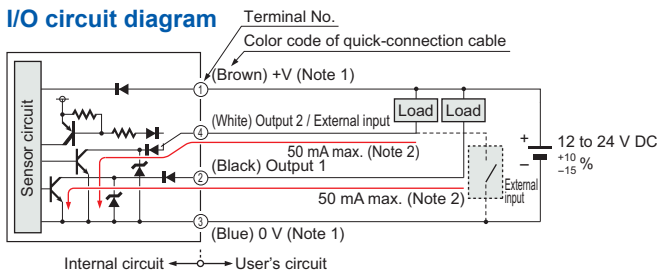 I/O circuit diagram
Terminal No.
Color code of quick-connection cable
(Brown) +V (Note 1)
1
Load
Load
(White) Output 2 / External input
4
50 mA max. (Note 2)
+
12 to 24 V DC
+10
−15 %
−
Sensor circuit
(Black) Output 1
2
External
input
50 mA max. (Note 2)
3
(Blue) 0 V (Note 1)
Internal circuit
User's circuit